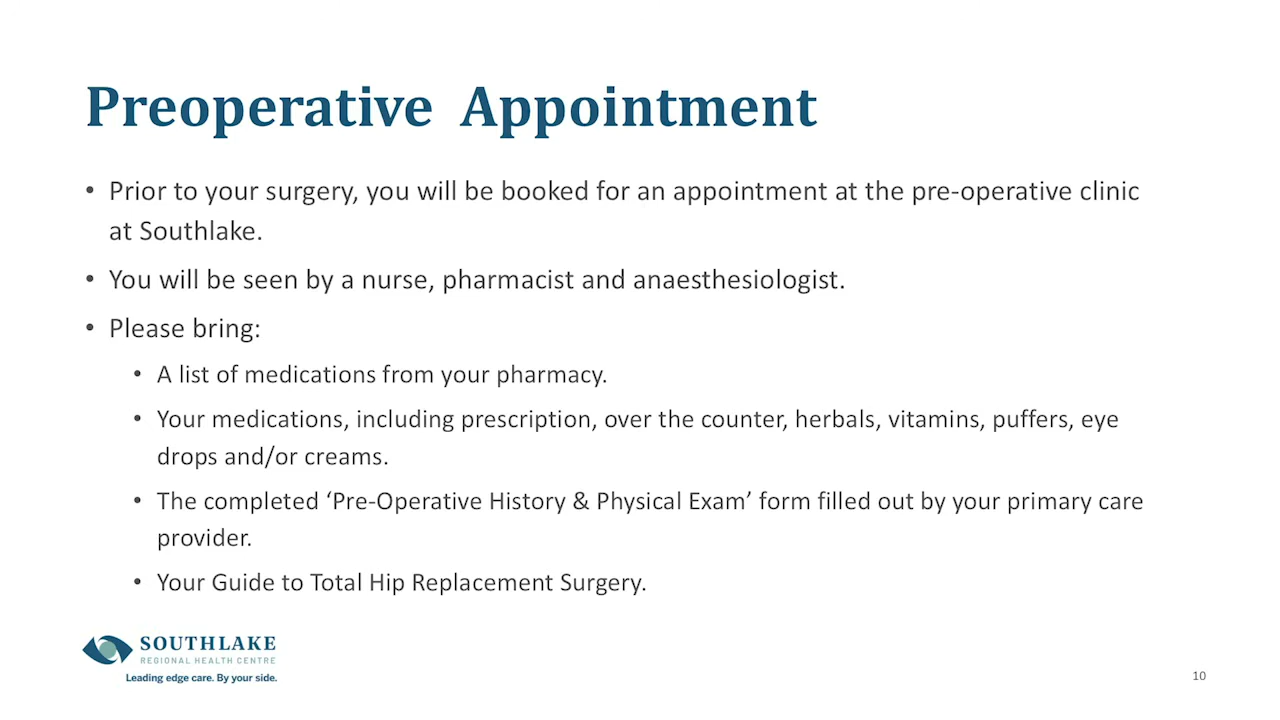 Preoperative Appointment
• Prior to your surgery, you will be booked for an appointment at the pre-operative clinic
at Southlake.
• You will be seen by a nurse, pharmacist and anaesthesiologist.
• Please bring:
• A list of medications from your pharmacy.
• Your medications, including prescription, over the counter, herbals, vitamins, puffers, eye
drops and/or creams.
• The completed ‘Pre-Operative History & Physical Exam’ form filled out by your primary care
provider.
• Your Guide to Total Hip Replacement Surgery.
SOUTHLAKE
REGIONAL HEALTH CENTRE
Leading edge care. By your side.
10